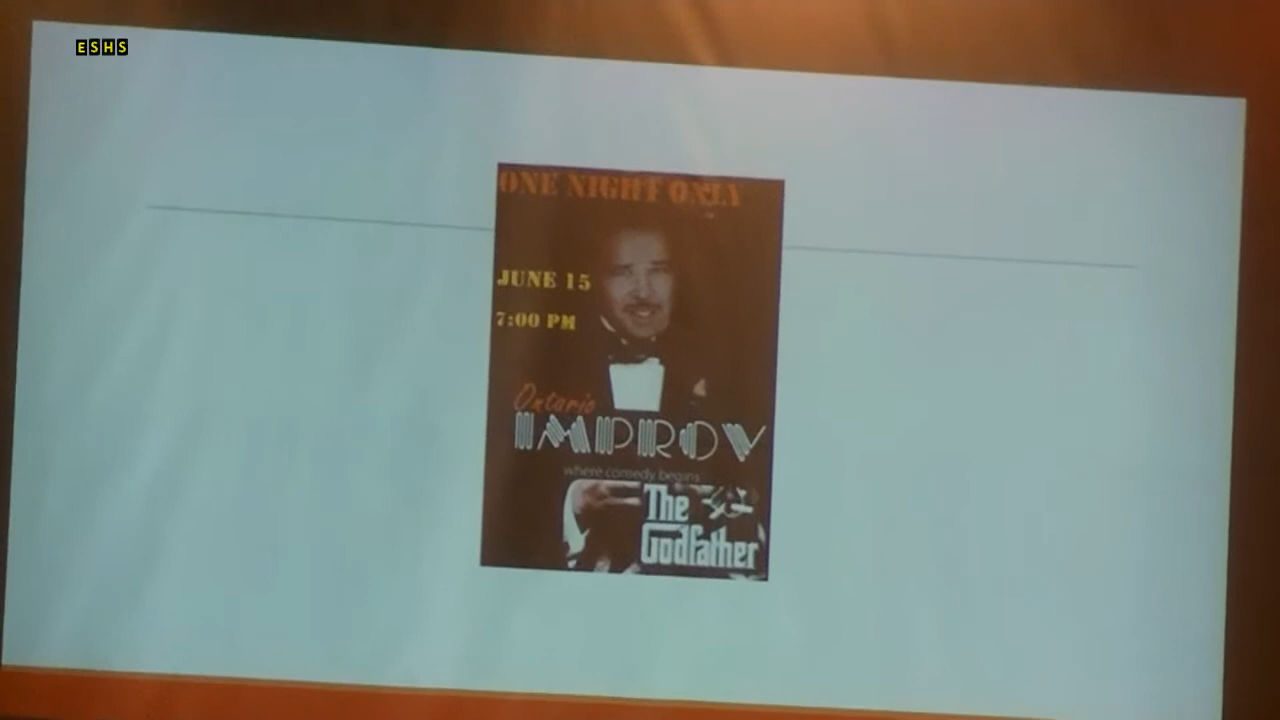 ESHS
ONE NIGHT ONLY
JUNE 15
7:00 PM
Ontario
IMPROV
where comedy begins
The
Godfather